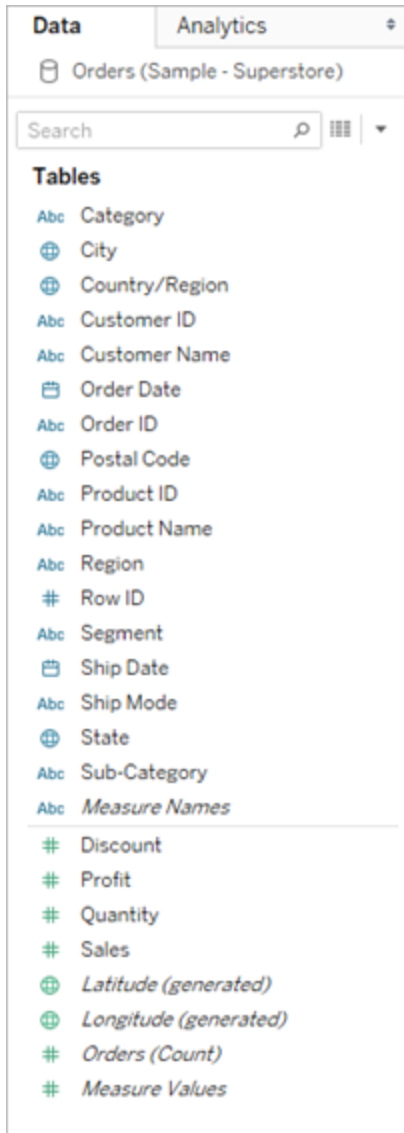 Data Analytics
Orders (Sample - Superstore)
Search
Tables
Abc Category
City
Country/Region
Abc Customer ID
Abc Customer Name
Order Date
Abc Order ID
Postal Code
Abc Product ID
Abc Product Name
Abc Region
# Row ID
Abc Segment
Ship Date
Abc Ship Mode
State
Abc Sub-Category
Abc Measure Names
# Discount
# Profit
# Quantity
# Sales
Latitude (generated)
Longitude (generated)
# Orders (Count)
# Measure Values